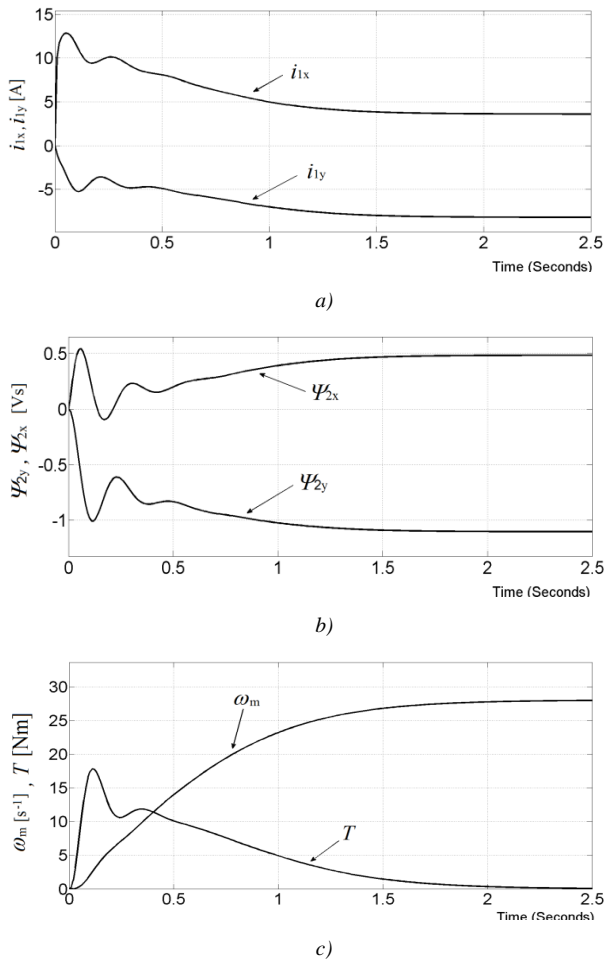 15
10
5
0
-5
i1x, i1y [A]
i1x
i1y
0 0.5 1 1.5 2 2.5
Time (Seconds)
a)
0.5
0
-0.5
-1
Ψ2y , Ψ2x [Vs]
Ψ2x
Ψ2y
0 0.5 1 1.5 2 2.5
Time (Seconds)
b)
30
25
20
15
10
5
0
ωm [s-1] , T [Nm]
ωm
T
0 0.5 1 1.5 2 2.5
Time (Seconds)
c)